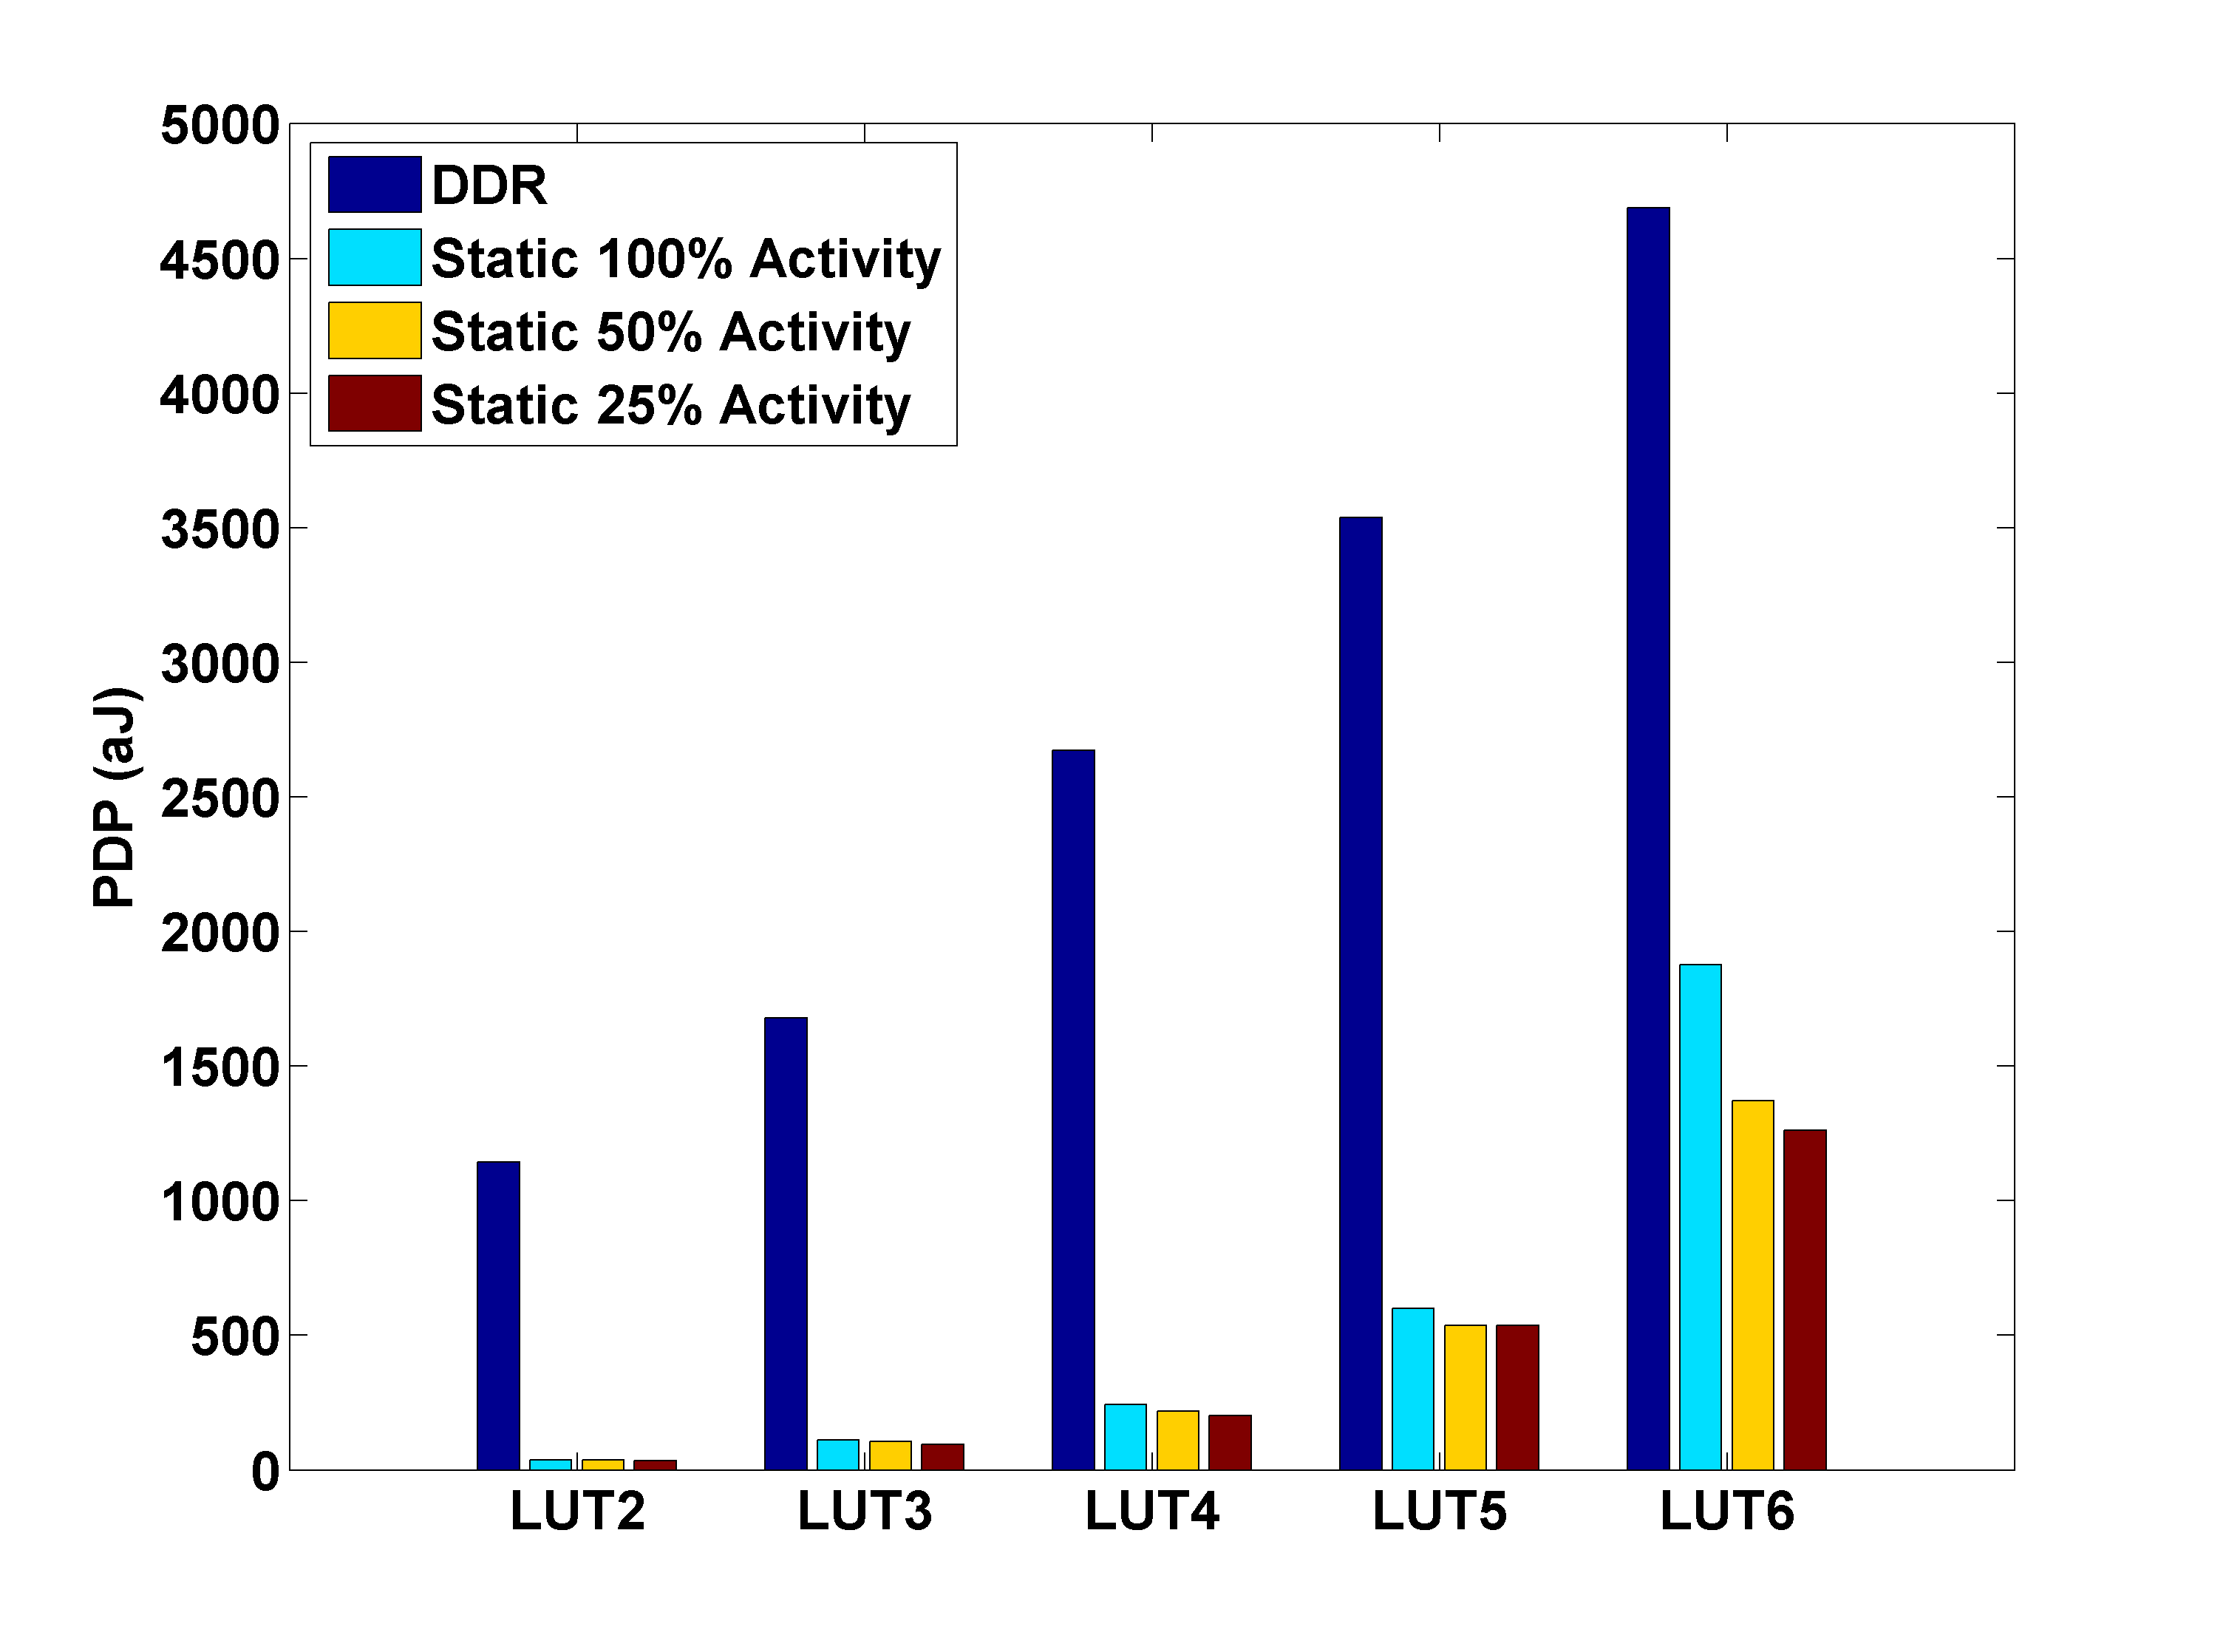 5000
4500
4000
3500
3000
2500
2000
1500
1000
500
0
PDP (aJ)
DDR
Static 100% Activity
Static 50% Activity
Static 25% Activity
LUT2 LUT3 LUT4 LUT5 LUT6